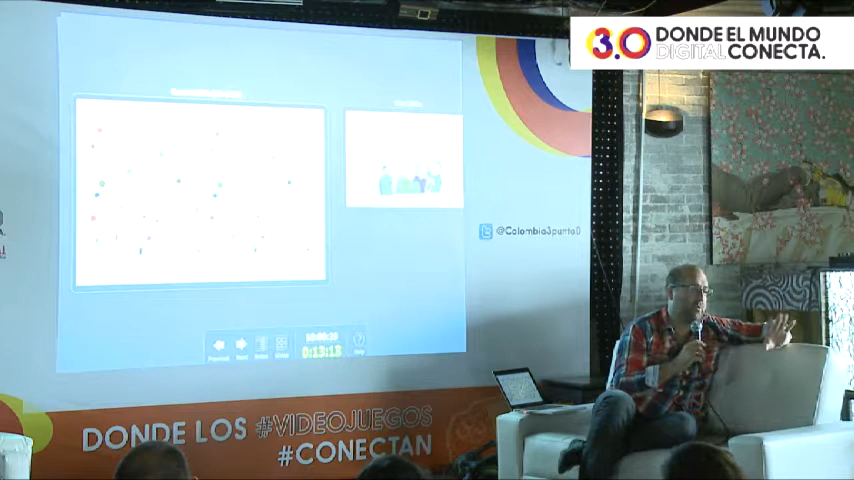 3.0 DONDE EL MUNDO
DIGITAL CONECTA.
@Colombia3punto0
0:13:13
DONDE LOS #VIDEOJUEGOS
#CONECTAN